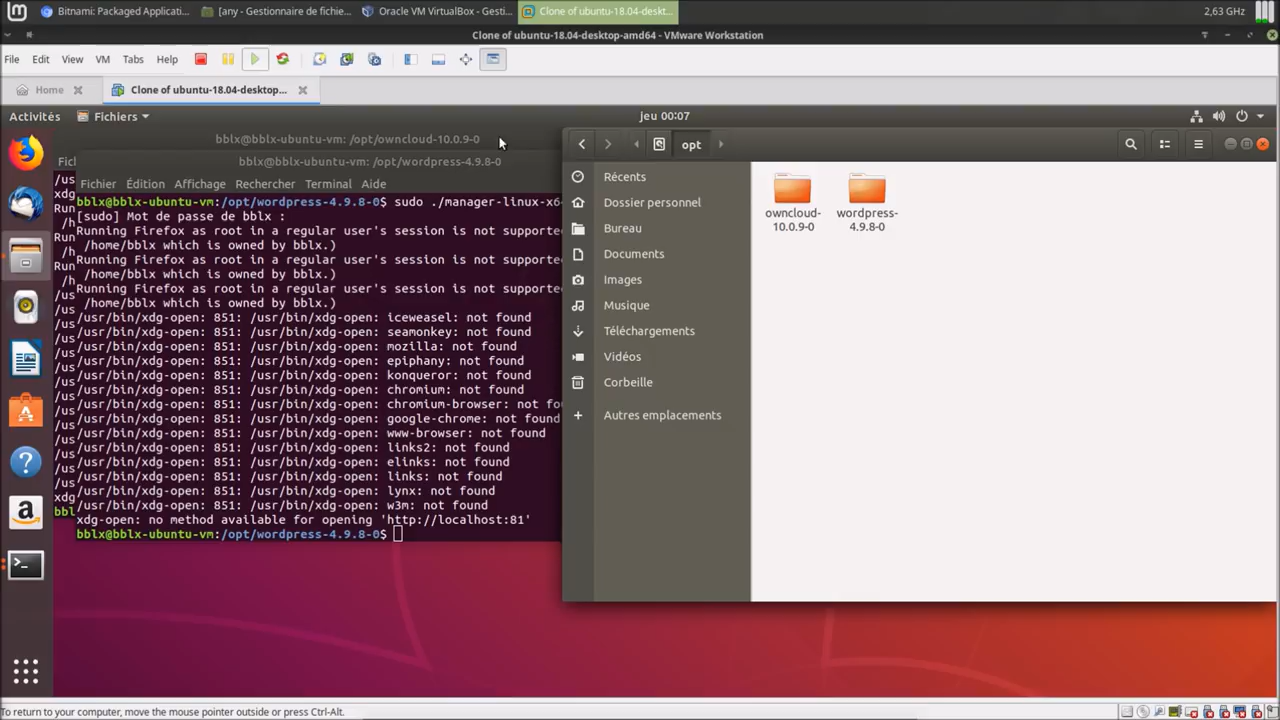 Bitnami: Packaged Applicati...
[any - Gestionnaire de fichie...
Oracle VM VirtualBox - Gesti...
Clone of ubuntu-18.04-deskt...
2,63 GHz
Clone of ubuntu-18.04-desktop-amd64 - VMware Workstation
File Edit View VM Tabs Help
Home
Clone of ubuntu-18.04-desktop...
Activités
Fichiers
jeu 00:07
bblx@bblx-ubuntu-vm: /opt/owncloud-10.0.9-0
Fich
bblx@bblx-ubuntu-vm: /opt/wordpress-4.9.8-0
Fichier Édition Affichage Rechercher Terminal Aide
bblx@bblx-ubuntu-vm:/opt/wordpress-4.9.8-0$ sudo ./manager-linux-x6
[sudo] Mot de passe de bblx :
Running Firefox as root in a regular user's session is not supporte
/home/bblx which is owned by bblx.)
Running Firefox as root in a regular user's session is not supporte
/home/bblx which is owned by bblx.)
Running Firefox as root in a regular user's session is not supporte
/home/bblx which is owned by bblx.)
/usr/bin/xdg-open: 851: /usr/bin/xdg-open: iceweasel: not found
/usr/bin/xdg-open: 851: /usr/bin/xdg-open: seamonkey: not found
/usr/bin/xdg-open: 851: /usr/bin/xdg-open: mozilla: not found
/usr/bin/xdg-open: 851: /usr/bin/xdg-open: epiphany: not found
/usr/bin/xdg-open: 851: /usr/bin/xdg-open: konqueror: not found
/usr/bin/xdg-open: 851: /usr/bin/xdg-open: chromium: not found
/usr/bin/xdg-open: 851: /usr/bin/xdg-open: chromium-browser: not fo
/usr/bin/xdg-open: 851: /usr/bin/xdg-open: google-chrome: not found
/usr/bin/xdg-open: 851: /usr/bin/xdg-open: www-browser: not found
/usr/bin/xdg-open: 851: /usr/bin/xdg-open: links2: not found
/usr/bin/xdg-open: 851: /usr/bin/xdg-open: elinks: not found
/usr/bin/xdg-open: 851: /usr/bin/xdg-open: links: not found
/usr/bin/xdg-open: 851: /usr/bin/xdg-open: lynx: not found
/usr/bin/xdg-open: 851: /usr/bin/xdg-open: w3m: not found
xdg-open: no method available for opening 'http://localhost:81'
bblx@bblx-ubuntu-vm:/opt/wordpress-4.9.8-0$
opt
Récents
Dossier personnel
Bureau
Documents
Images
Musique
Téléchargements
Vidéos
Corbeille
Autres emplacements
owncloud-
10.0.9-0
wordpress-
4.9.8-0
To return to your computer, move the mouse pointer outside or press Ctrl-Alt.